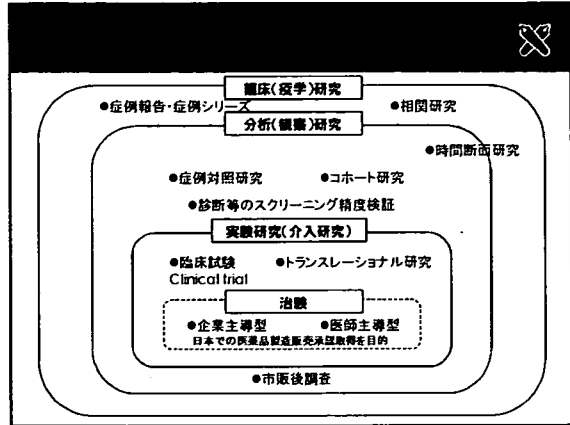 臨床(疫学)研究
●症例報告・症例シリーズ ●相関研究
分析(観察)研究
●時間断面研究
●症例対照研究 ●コホート研究
●診断等のスクリーニング精度検証
実験研究(介入研究)
●臨床試験 ●トランスレーショナル研究
Clinical trial
治験
●企業主導型 ●医師主導型
日本での医薬品製造販売承認取得を目的
●市販後調査